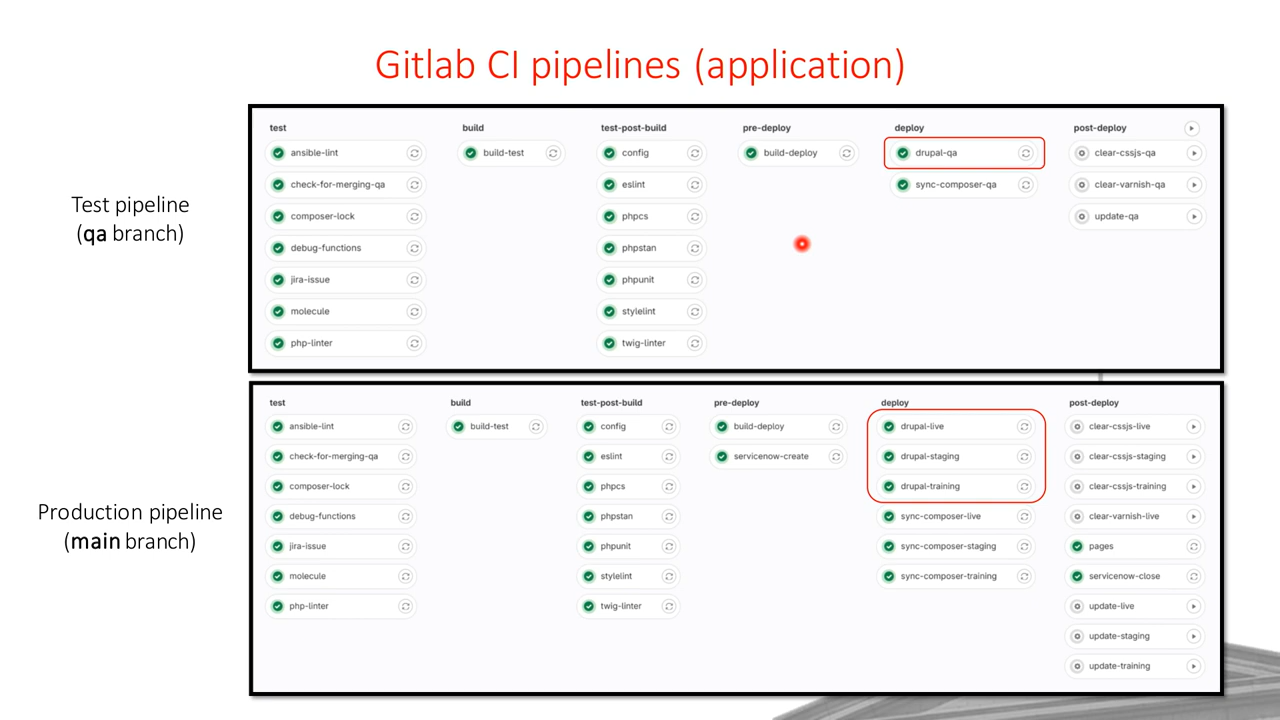 Gitlab CI pipelines (application)
Test pipeline
(qa branch)
test
ansible-lint
check-for-merging-qa
composer-lock
debug-functions
jira-issue
molecule
php-linter
build
build-test
test-post-build
config
eslint
phpcs
phpstan
phpunit
stylelint
twig-linter
pre-deploy
build-deploy
deploy
drupal-qa
sync-composer-qa
post-deploy
clear-cssjs-qa
clear-varnish-qa
update-qa
Production pipeline
(main branch)
test
ansible-lint
check-for-merging-qa
composer-lock
debug-functions
jira-issue
molecule
php-linter
build
build-test
test-post-build
config
eslint
phpcs
phpstan
phpunit
stylelint
twig-linter
pre-deploy
build-deploy
servicenow-create
deploy
drupal-live
drupal-staging
drupal-training
sync-composer-live
sync-composer-staging
sync-composer-training
post-deploy
clear-cssjs-live
clear-cssjs-staging
clear-cssjs-training
clear-varnish-live
pages
servicenow-close
update-live
update-staging
update-training